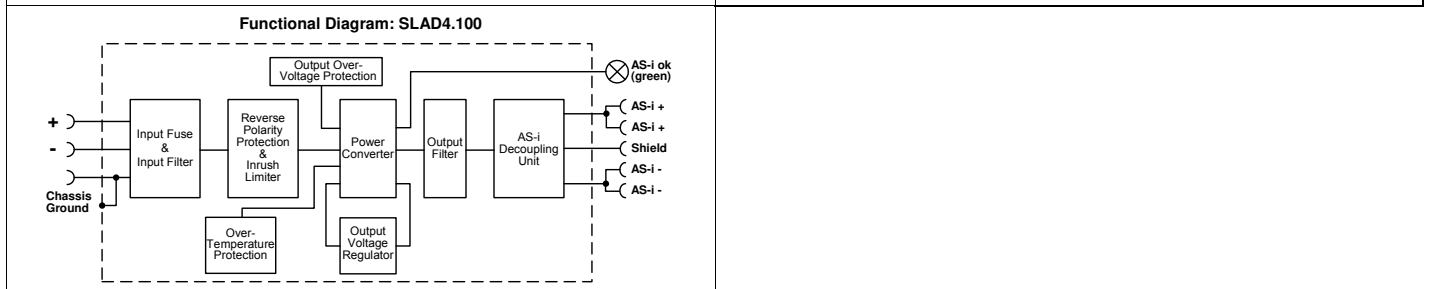 Functional Diagram: SLAD4.100
Output Over-
Voltage Protection
AS-i ok
(green)
+
-
Chassis
Ground
Input Fuse
&
Input Filter
Reverse
Polarity
Protection
&
Inrush
Limiter
Power
Converter
Output
Filter
AS-i
Decoupling
Unit
AS-i +
AS-i +
Shield
AS-i -
AS-i -
Over-
Temperature
Protection
Output
Voltage
Regulator